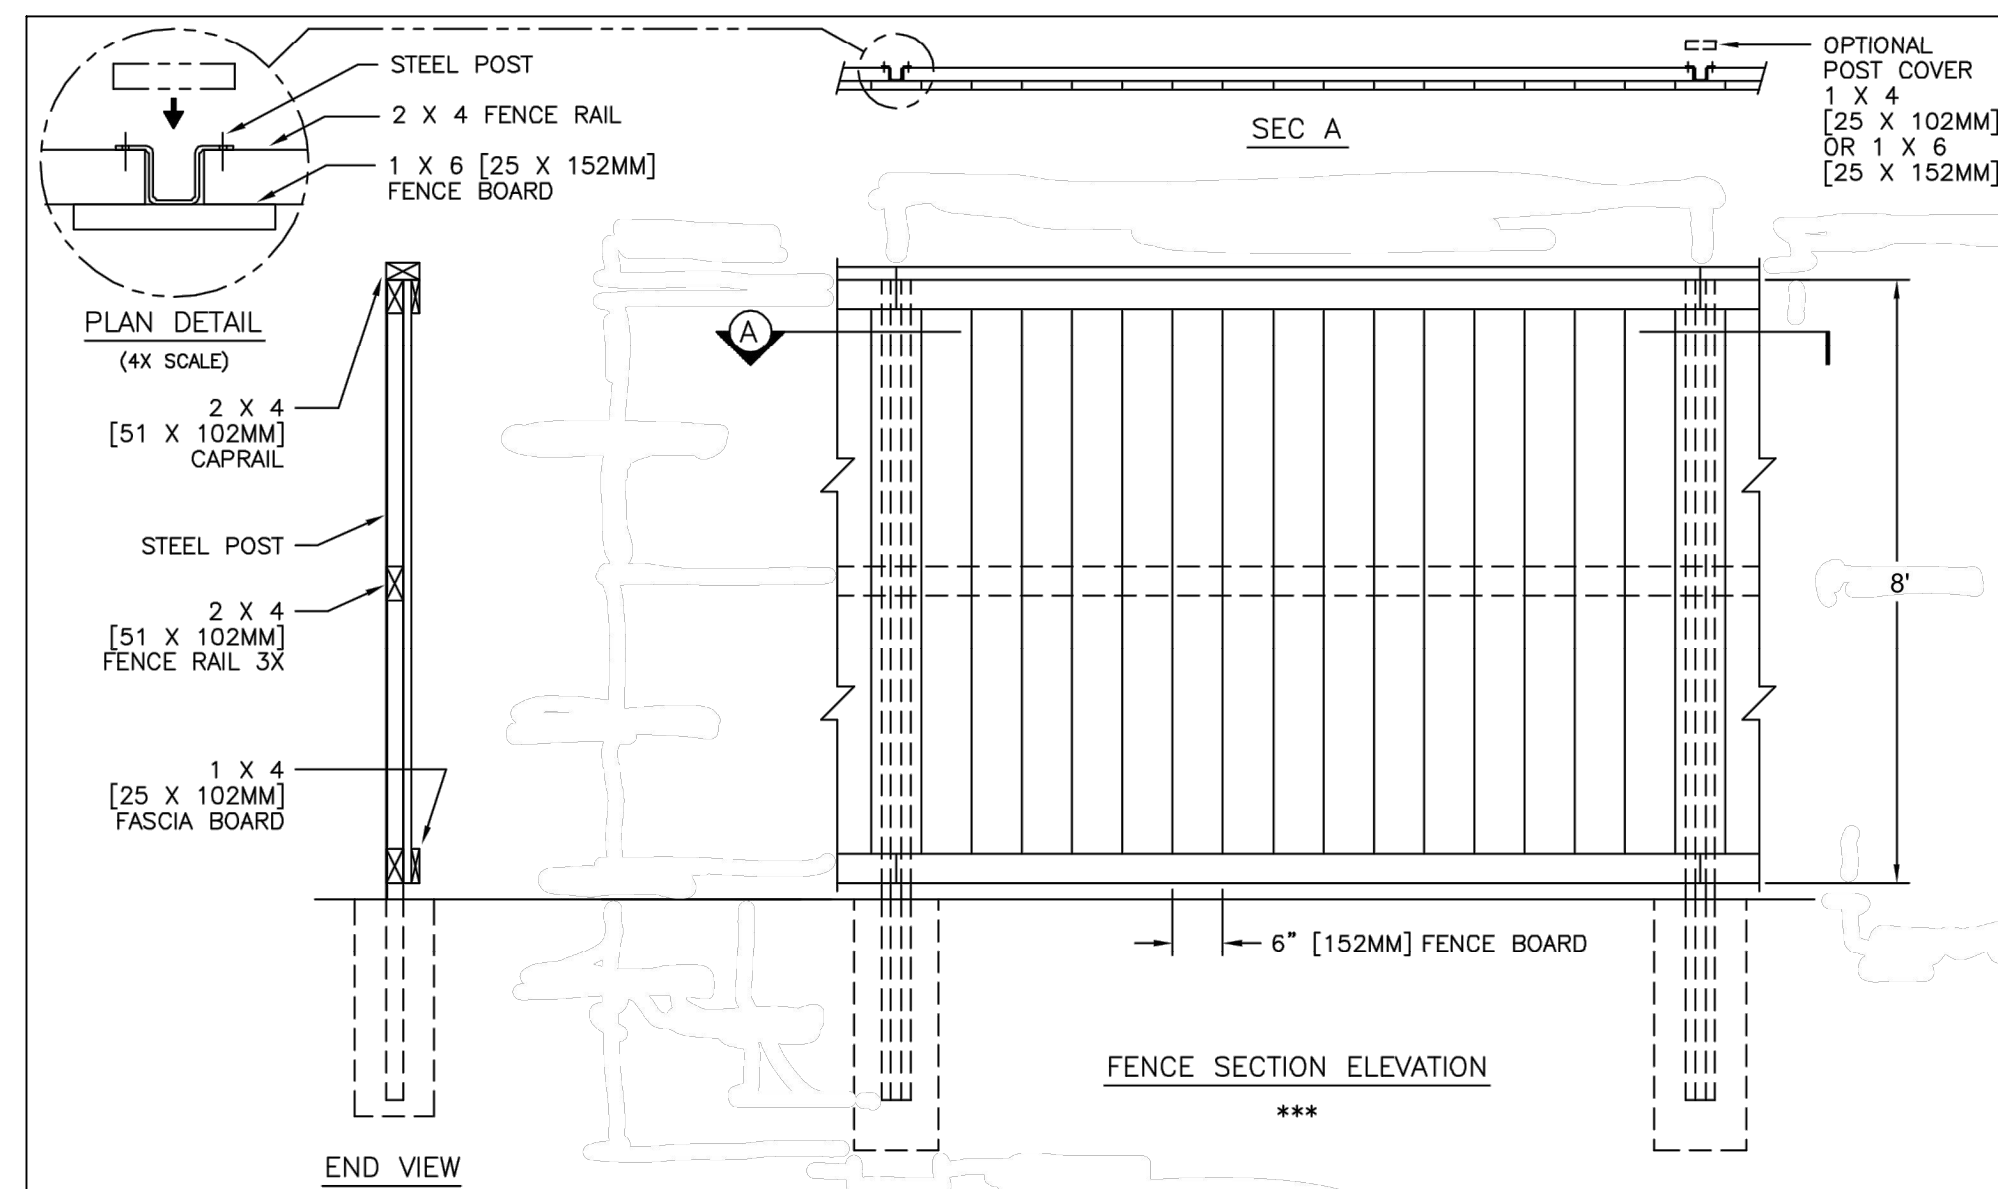 STEEL POST
2 X 4 FENCE RAIL
1 X 6 [25 X 152MM]
FENCE BOARD
PLAN DETAIL
(4X SCALE)
SEC A
OPTIONAL
POST COVER
1 X 4
[25 X 102MM]
OR 1 X 6
[25 X 152MM]
2 X 4
[51 X 102MM]
CAPRAIL
STEEL POST
2 X 4
[51 X 102MM]
FENCE RAIL 3X
1 X 4
[25 X 102MM]
FASCIA BOARD
END VIEW
A
8'
6” [152MM] FENCE BOARD
FENCE SECTION ELEVATION
***